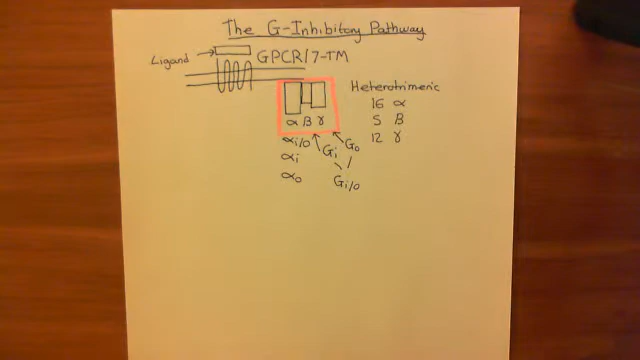 The G-Inhibitory Pathway
Ligand
GPCR/7-TM
Heterotrimeric
16 α
5 β
12 γ
α β γ
αi/o
αi
αo
Gi
Go
Gi/o